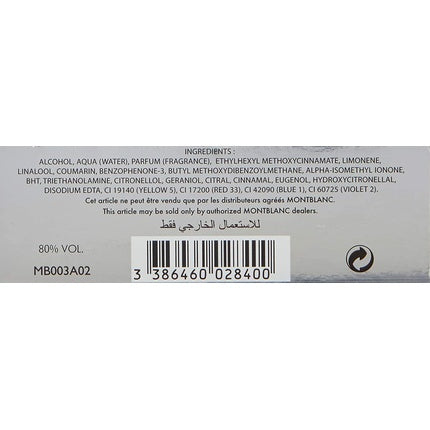 INGREDIENTS:
ALCOHOL, AQUA (WATER), PARFUM (FRAGRANCE), ETHYLHEXYL METHOXYCINNAMATE, LIMONENE,
LINALOOL, COUMARIN, BENZOPHENONE-3, BUTYL METHOXYDIBENZOYLMETHANE, ALPHA-ISOMETHYL IONONE,
BHT, TRIETHANOLAMINE, CITRONELLOL, GERANIOL, CITRAL, CINNAMAL, EUGENOL, HYDROXYCITRONELLAL,
DISODIUM EDTA, CI 19140 (YELLOW 5), CI 17200 (RED 33), CI 42090 (BLUE 1), CI 60725 (VIOLET 2).
Cet article ne peut être vendu que par les distributeurs agréés MONTBLANC.
This article may be sold only by authorized MONTBLANC dealers.
للاستعمال الخارجي فقط
80% VOL.
MB003A02
3 386460 028400